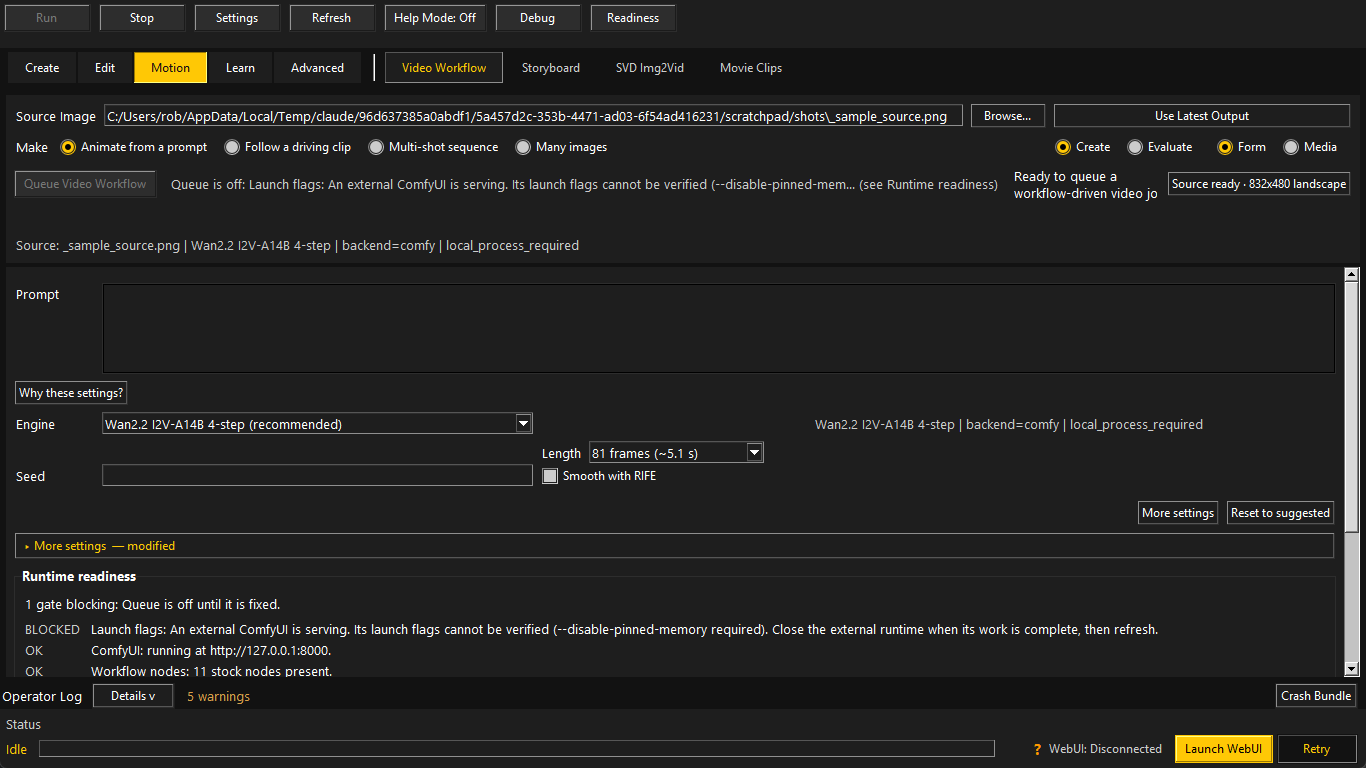 Run Stop Settings Refresh Help Mode: Off Debug Readiness
Create Edit Motion Learn Advanced Video Workflow Storyboard SVD Img2Vid Movie Clips
Source Image C:/Users/rob/AppData/Local/Temp/claude/96d637385a0abdf1/5a457d2c-353b-4471-ad03-6f54ad416231/scratchpad/shots\_sample_source.png Browse... Use Latest Output
Make Animate from a prompt Follow a driving clip Multi-shot sequence Many images Create Evaluate Form Media
Queue Video Workflow Queue is off: Launch flags: An external ComfyUI is serving. Its launch flags cannot be verified (--disable-pinned-mem... (see Runtime readiness) Ready to queue a
workflow-driven video jo Source ready · 832x480 landscape
Source: _sample_source.png | Wan2.2 I2V-A14B 4-step | backend=comfy | local_process_required
Prompt
Why these settings?
Engine Wan2.2 I2V-A14B 4-step (recommended) Wan2.2 I2V-A14B 4-step | backend=comfy | local_process_required
Length 81 frames (~5.1 s)
Seed Smooth with RIFE
More settings Reset to suggested
▸ More settings — modified
Runtime readiness
1 gate blocking: Queue is off until it is fixed.
BLOCKED Launch flags: An external ComfyUI is serving. Its launch flags cannot be verified (--disable-pinned-memory required). Close the external runtime when its work is complete, then refresh.
OK ComfyUI: running at http://127.0.0.1:8000.
OK Workflow nodes: 11 stock nodes present.
Operator Log Details v 5 warnings Crash Bundle
Status
Idle ? WebUI: Disconnected Launch WebUI Retry